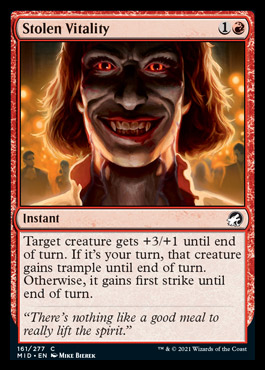 Stolen Vitality 1
Instant
Target creature gets +3/+1 until end
of turn. If it's your turn, that creature
gains trample until end of turn.
Otherwise, it gains first strike until
end of turn.
“There's nothing like a good meal to
really lift the spirit.”
161/277 C
MID • EN Mike Bierek
™ & © 2021 Wizards of the Coast